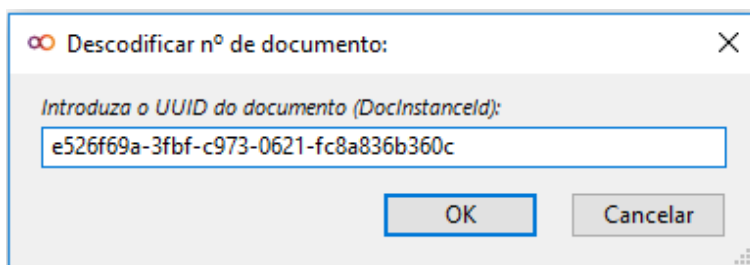 Descodificar nº de documento:
Introduza o UUID do documento (DocInstanceId):
e526f69a-3fbf-c973-0621-fc8a836b360c
OK
Cancelar